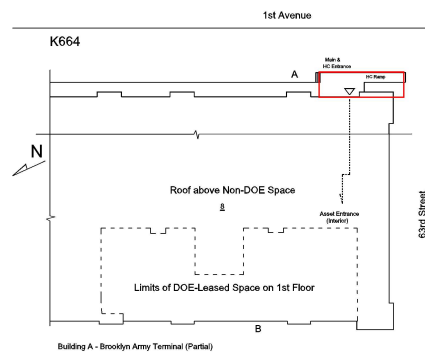 1st Avenue
K664
Main &
HC Entrance
A
HC Ramp
N
Roof above Non-DOE Space
8
Asset Entrance
(Interior)
63rd Street
Limits of DOE-Leased Space on 1st Floor
B
Building A - Brooklyn Army Terminal (Partial)